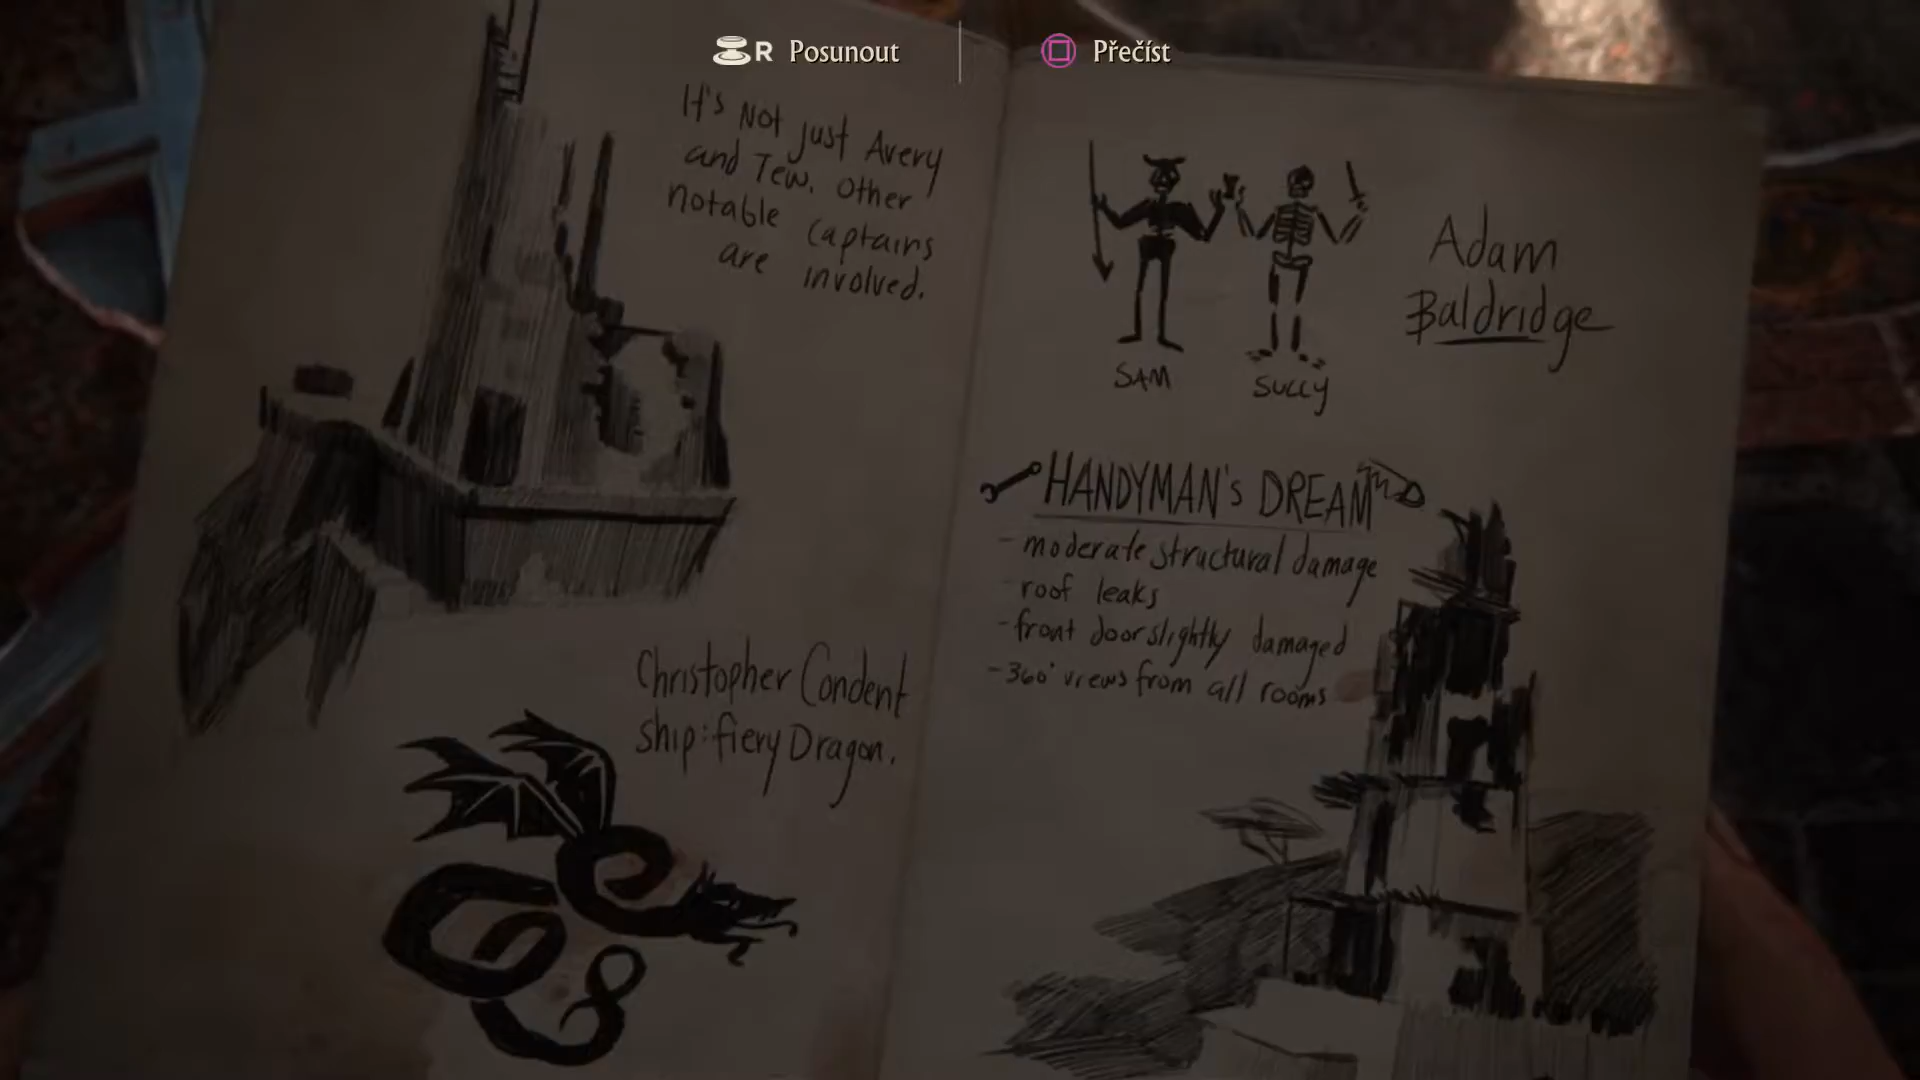 R Posunout
Přečíst
It's Not just Avery
and Tew. Other
notable Captains
are involved.
Christopher Condent
ship: fiery Dragon.
Adam
Baldridge
SAM
SULLY
HANDYMAN'S DREAM
- moderate structural damage
- roof leaks
- front door slightly damaged
- 360° views from all rooms